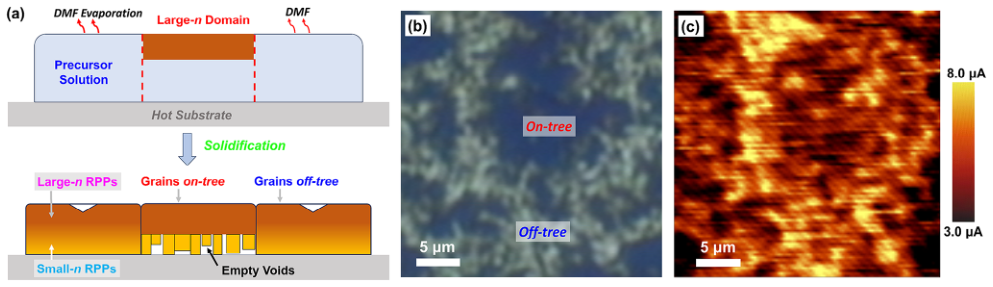 (a)
DMF Evaporation
Large-n Domain
DMF
Precursor
Solution
Hot Substrate
Solidification
Large-n RPPs
Grains on-tree
Grains off-tree
Small-n RPPs
Empty Voids
(b)
On-tree
Off-tree
5 μm
(c)
5 μm
8.0 μA
3.0 μA